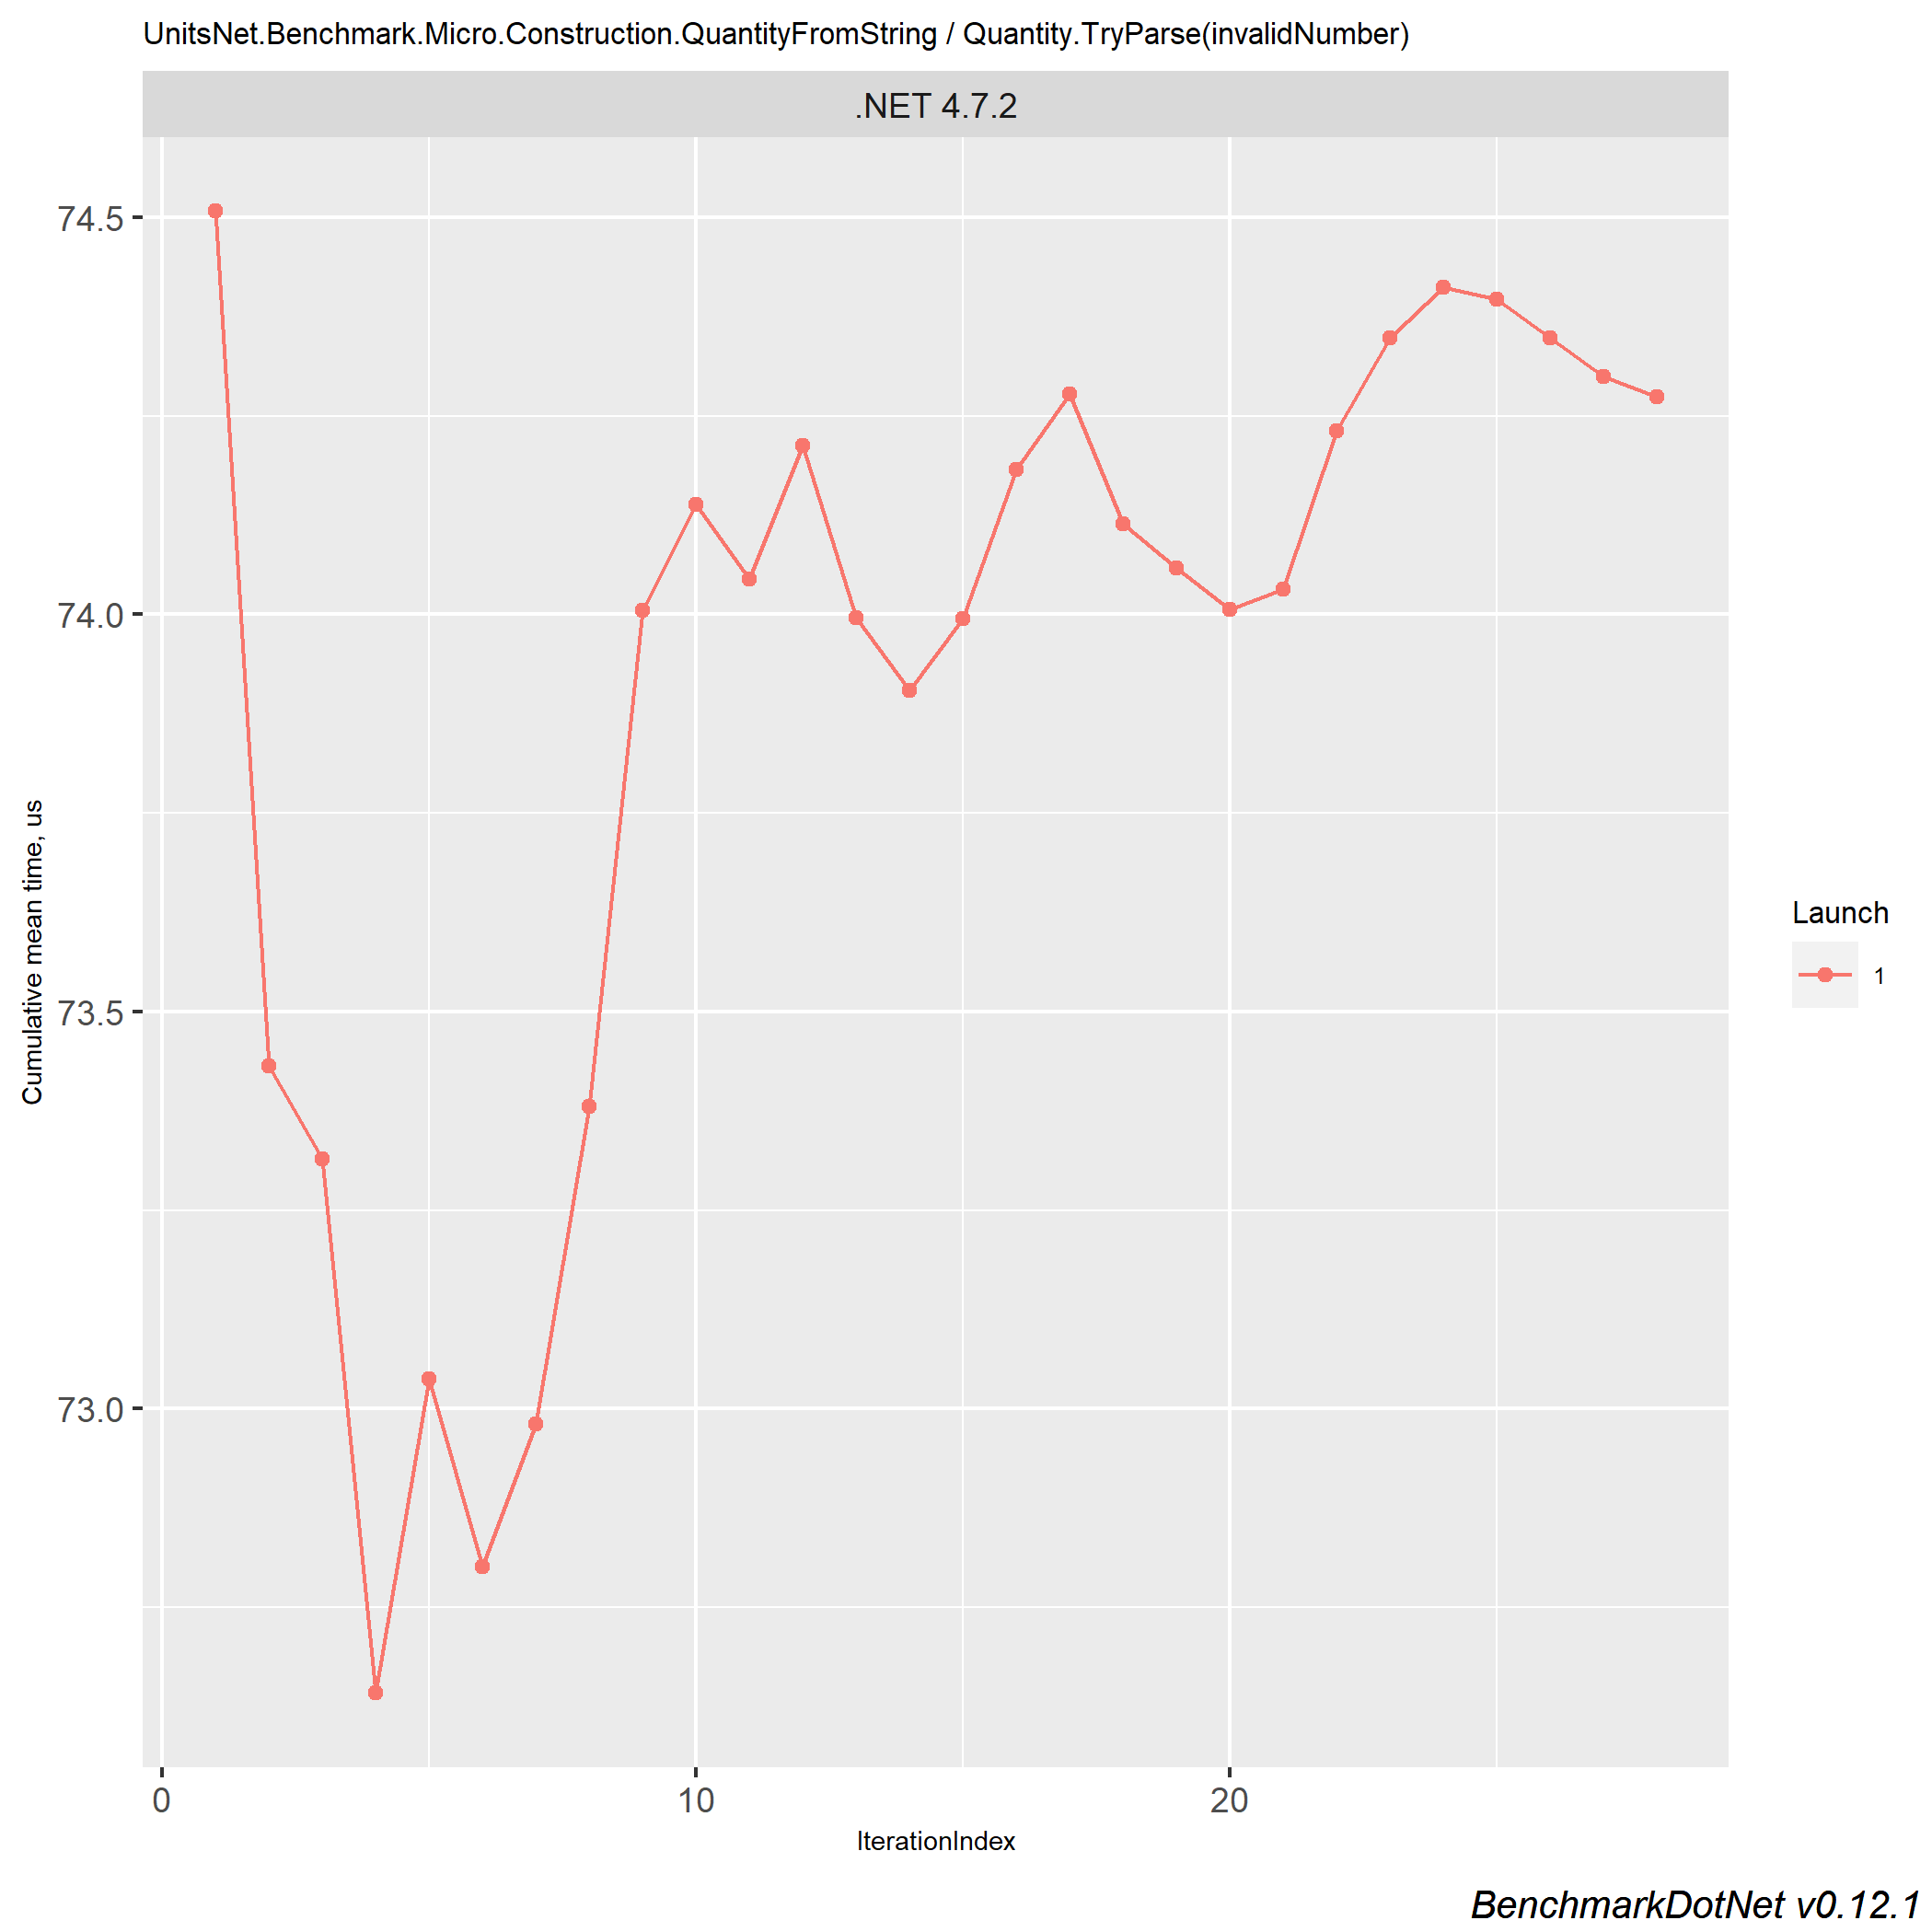 UnitsNet.Benchmark.Micro.Construction.QuantityFromString / Quantity.TryParse(invalidNumber)
.NET 4.7.2
74.5
74.0
73.5
73.0
Cumulative mean time, us
0 10 20
IterationIndex
Launch
1
BenchmarkDotNet v0.12.1